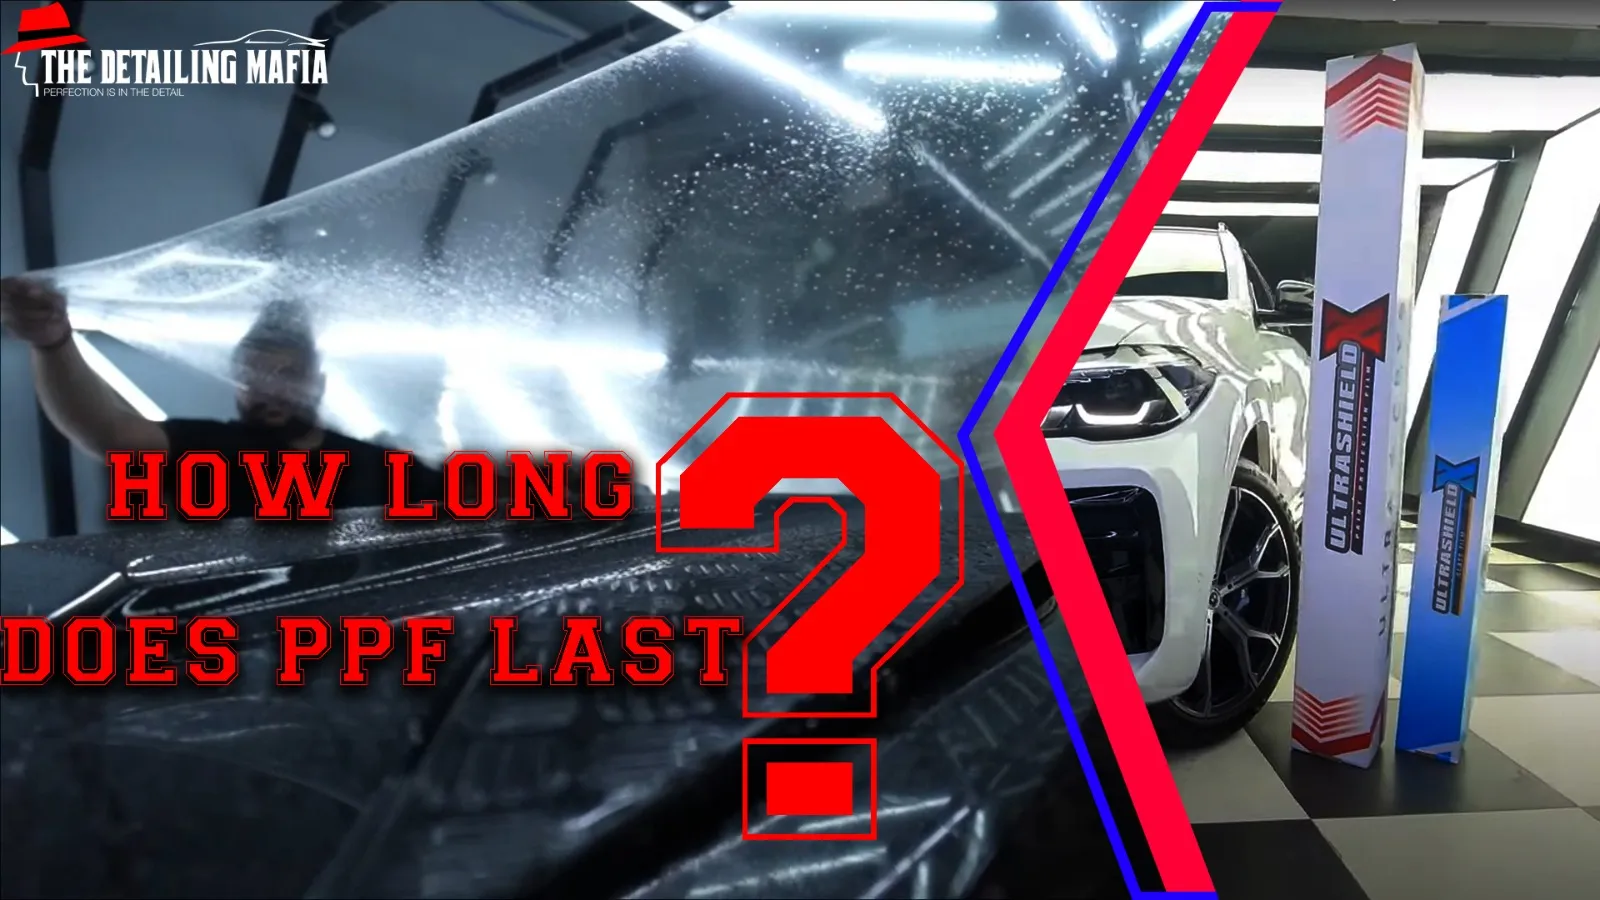 THE DETAILING MAFIA
PERFECTION IS IN THE DETAIL
HOW LONG
DOES PPF LAST
?
ULTRASHIELD X
PAINT PROTECTION FILM
ULTRASHIELD X